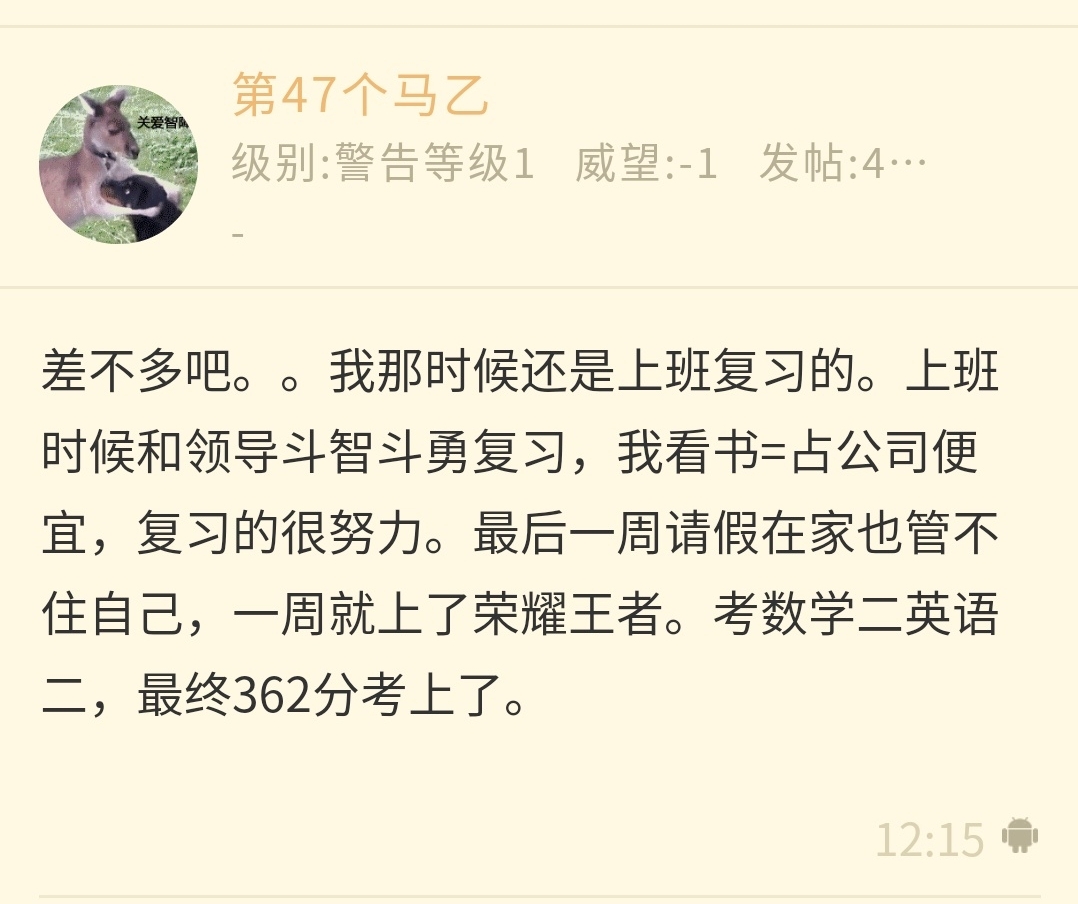 第47个马乙
关爱智障
级别:警告等级1 威望:-1 发帖:4…
-
差不多吧。。我那时候还是上班复习的。上班
时候和领导斗智斗勇复习，我看书=占公司便
宜，复习的很努力。最后一周请假在家也管不
住自己，一周就上了荣耀王者。考数学二英语
二，最终362分考上了。
12:15